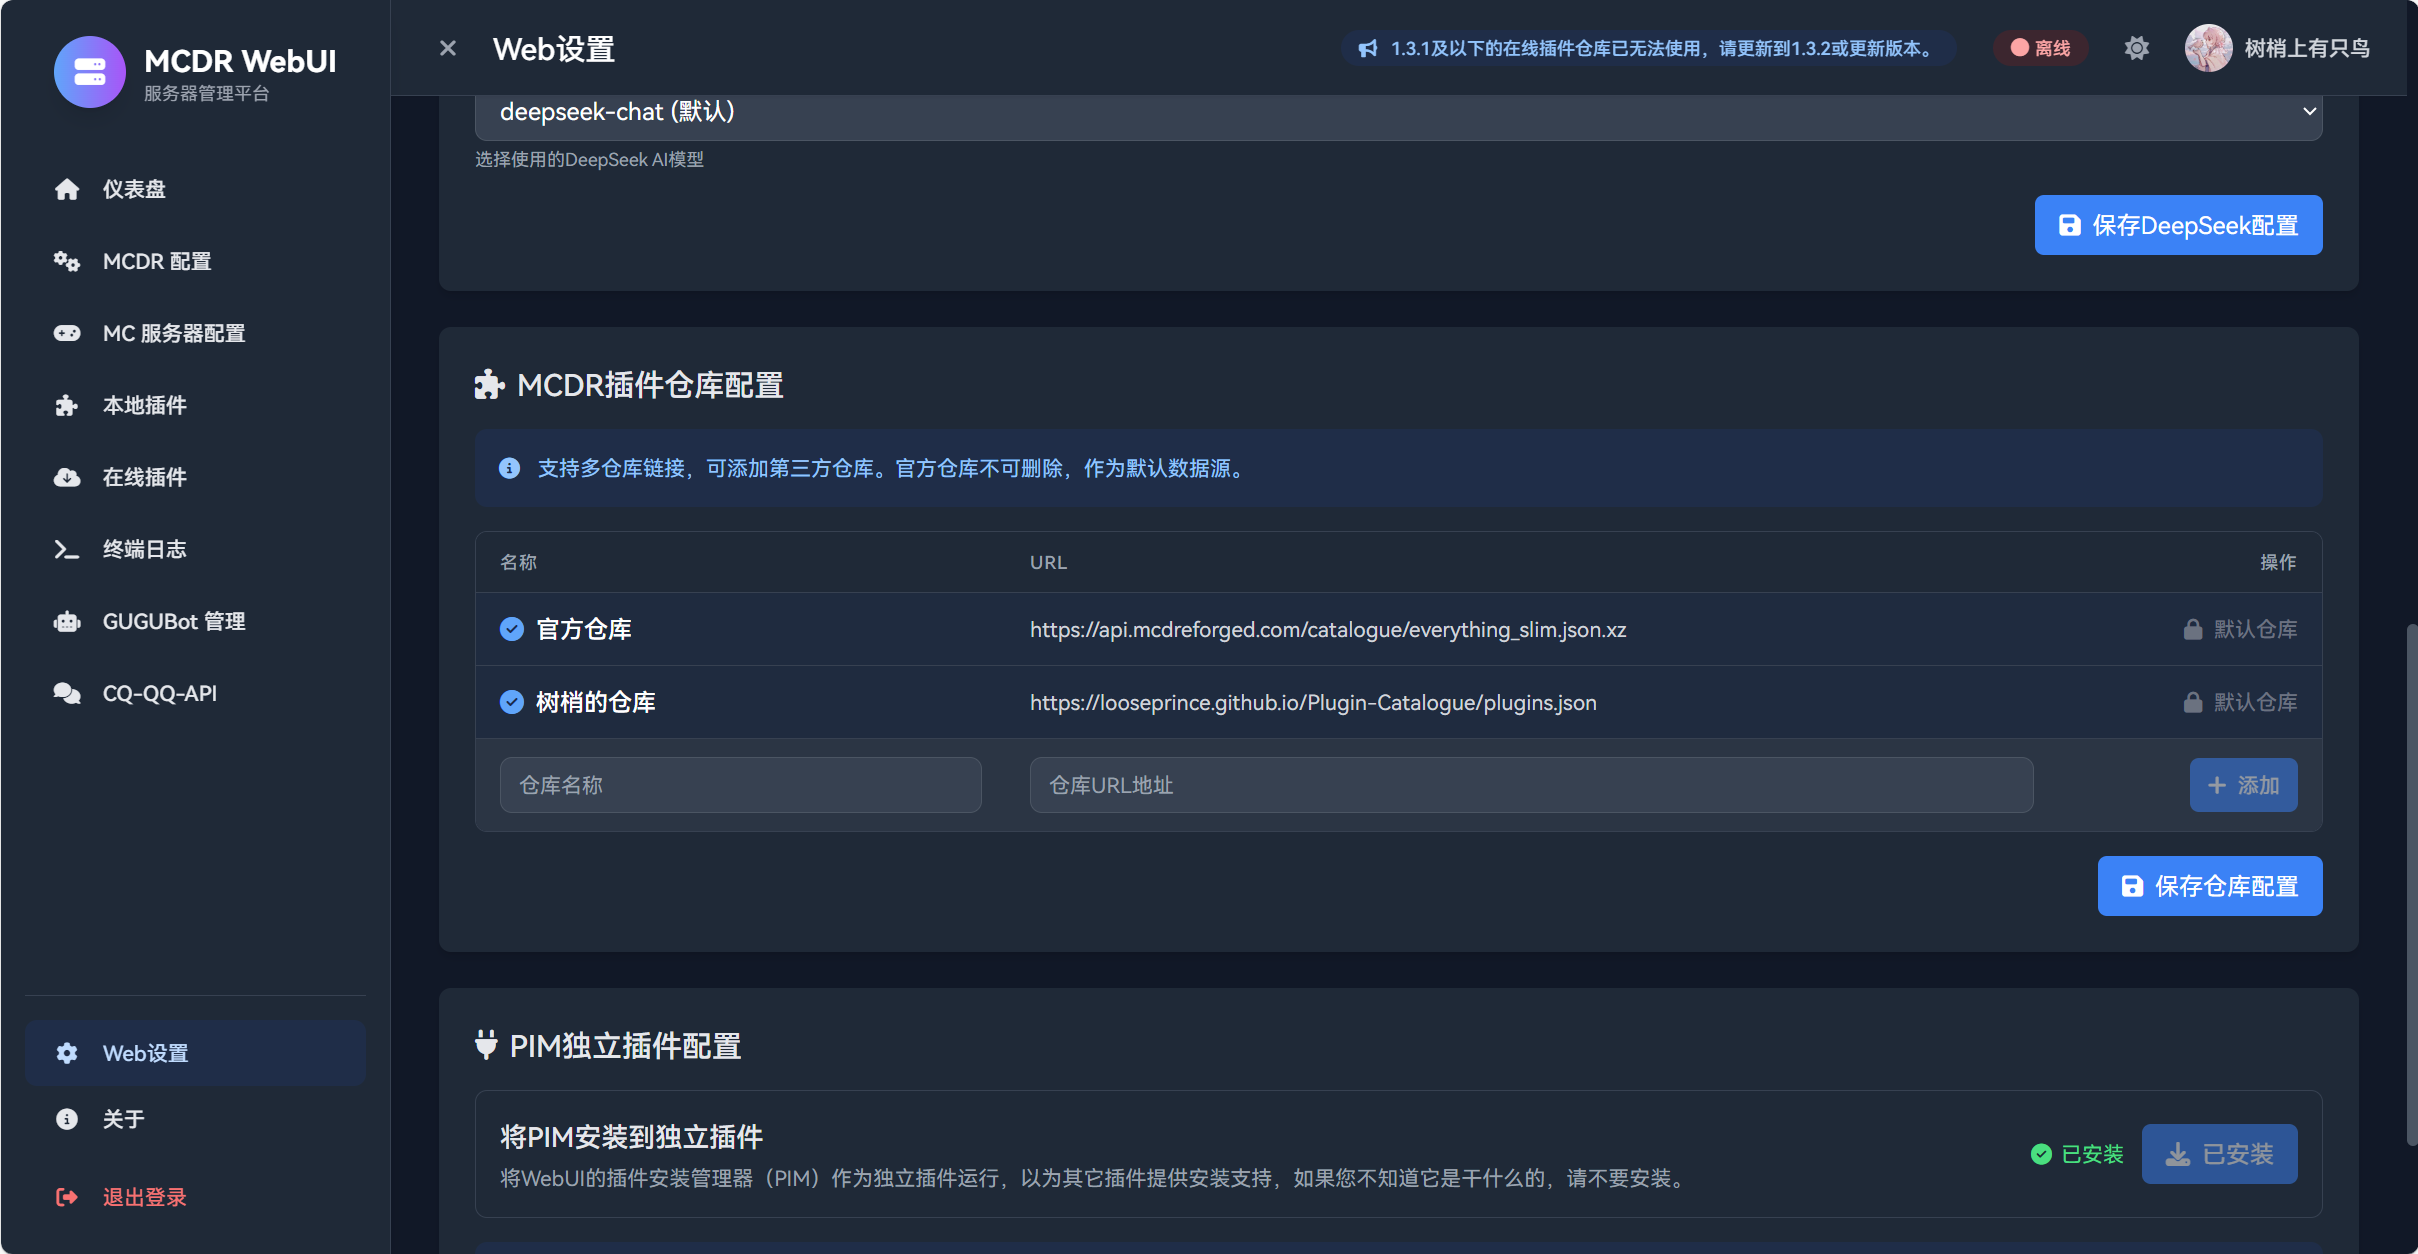 MCDR WebUI
服务器管理平台
仪表盘
MCDR 配置
MC 服务器配置
本地插件
在线插件
终端日志
GUGUBot 管理
CQ-QQ-API
Web设置
关于
退出登录
Web设置
1.3.1及以下的在线插件仓库已无法使用，请更新到1.3.2或更新版本。
离线
树梢上有只鸟
deepseek-chat (默认)
选择使用的DeepSeek AI模型
保存DeepSeek配置
MCDR插件仓库配置
支持多仓库链接，可添加第三方仓库。官方仓库不可删除，作为默认数据源。
名称 URL 操作
官方仓库 https://api.mcdreforged.com/catalogue/everything_slim.json.xz 默认仓库
树梢的仓库 https://looseprince.github.io/Plugin-Catalogue/plugins.json 默认仓库
仓库名称 仓库URL地址 添加
保存仓库配置
PIM独立插件配置
将PIM安装到独立插件
将WebUI的插件安装管理器（PIM）作为独立插件运行，以为其它插件提供安装支持，如果您不知道它是干什么的，请不要安装。
已安装 已安装